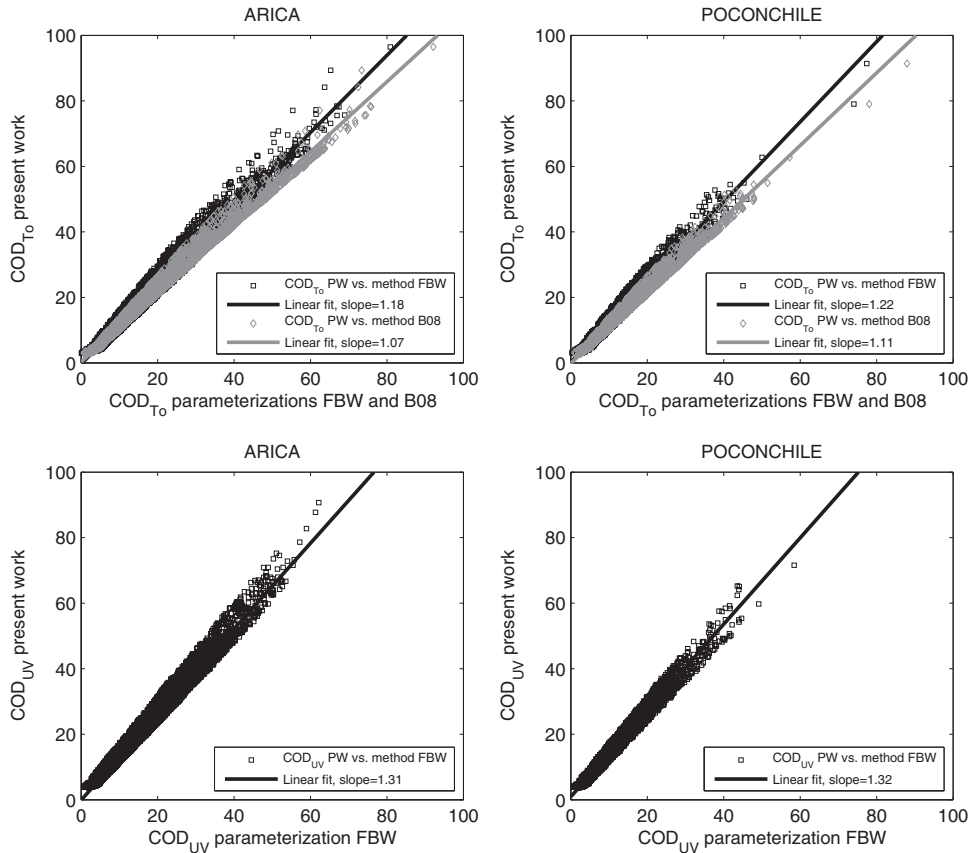 ARICA
100
80
60
40
20
0
0 20 40 60 80 100
COD_To present work
COD_To parameterizations FBW and B08
COD_To PW vs. method FBW
Linear fit, slope=1.18
COD_To PW vs. method B08
Linear fit, slope=1.07
POCONCHILE
100
80
60
40
20
0
0 20 40 60 80 100
COD_To present work
COD_To parameterizations FBW and B08
COD_To PW vs. method FBW
Linear fit, slope=1.22
COD_To PW vs. method B08
Linear fit, slope=1.11
ARICA
100
80
60
40
20
0
0 20 40 60 80 100
COD_UV present work
COD_UV parameterization FBW
COD_UV PW vs. method FBW
Linear fit, slope=1.31
POCONCHILE
100
80
60
40
20
0
0 20 40 60 80 100
COD_UV present work
COD_UV parameterization FBW
COD_UV PW vs. method FBW
Linear fit, slope=1.32